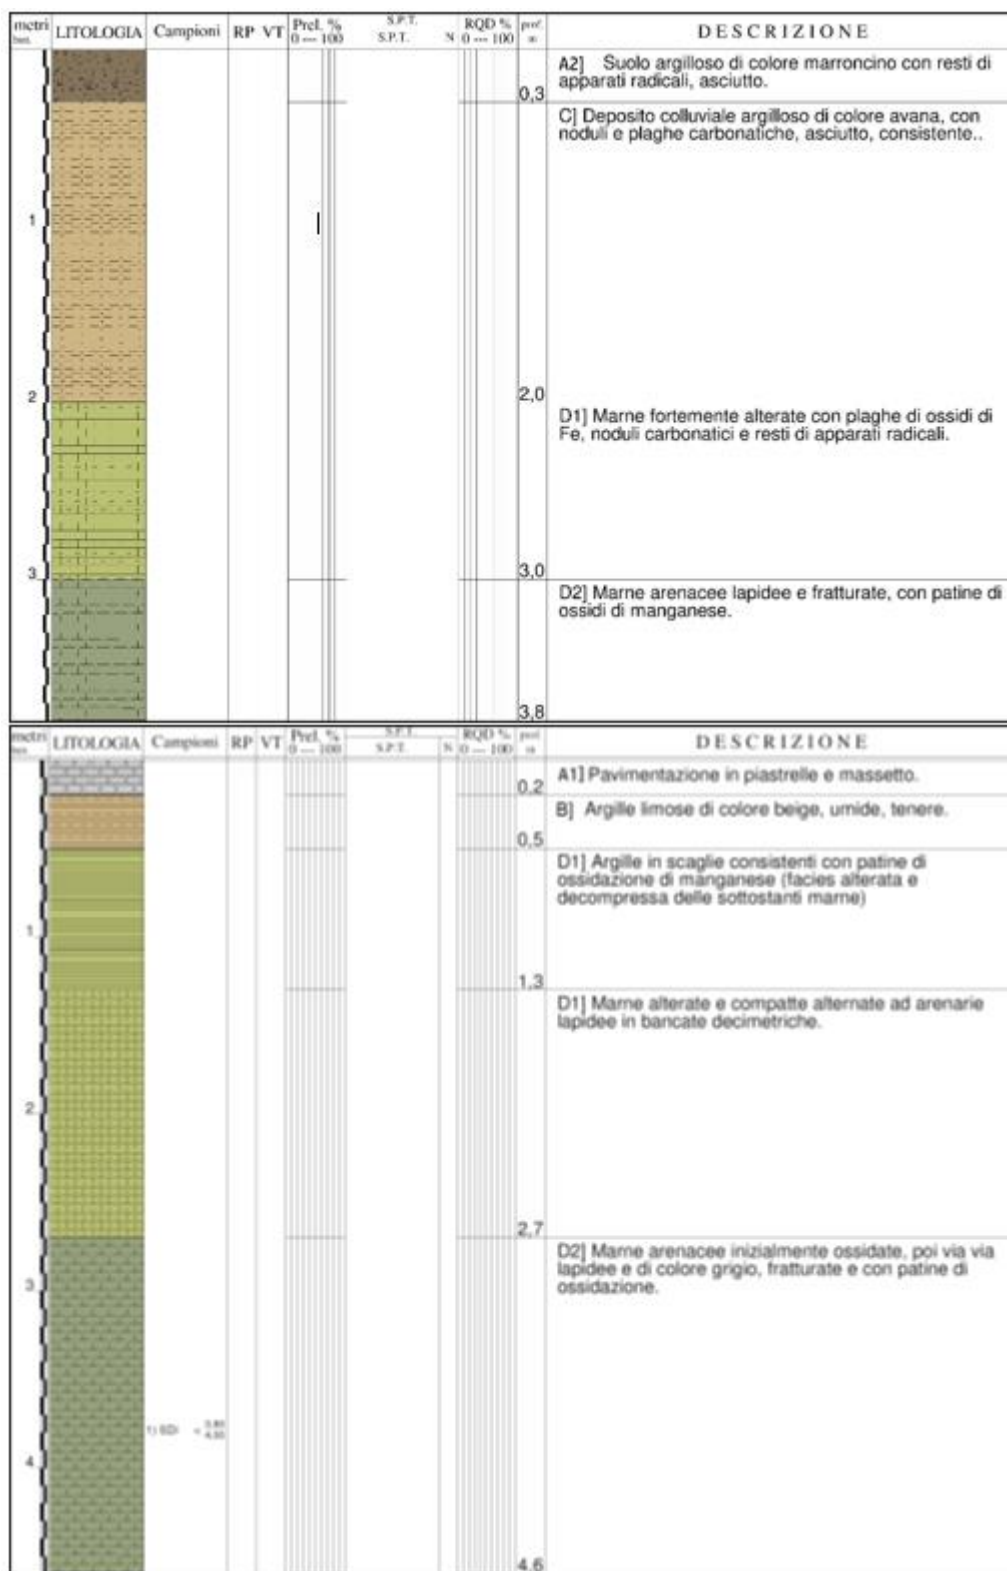 metri LITOLOGIA Campioni RP VT Prel. % S.P.T. RQD % prof. DESCRIZIONE
0 --- 100 S.P.T. N 0 --- 100 m
A2] Suolo argilloso di colore marroncino con resti di
apparati radicali, asciutto.
0,3
C] Deposito colluviale argilloso di colore avana, con
noduli e plaghe carbonatiche, asciutto, consistente..
1
2
2,0
D1] Marne fortemente alterate con plaghe di ossidi di
Fe, noduli carbonatici e resti di apparati radicali.
3
3,0
D2] Marne arenacee lapidee e fratturate, con patine di
ossidi di manganese.
3,8
metri LITOLOGIA Campioni RP VT Prel. % S.P.T. RQD % prof. DESCRIZIONE
0 --- 100 S.P.T. N 0 --- 100 m
A1] Pavimentazione in piastrelle e massetto.
0,2
B] Argille limose di colore beige, umide, tenere.
0,5
D1] Argille in scaglie consistenti con patine di
ossidazione di manganese (facies alterata e
decompressa delle sottostanti marne)
1
1,3
D1] Marne alterate e compatte alternate ad arenarie
lapidee in bancate decimetriche.
2
2,7
D2] Marne arenacee inizialmente ossidate, poi via via
lapidee e di colore grigio, fratturate e con patine di
ossidazione.
3
4
4,6